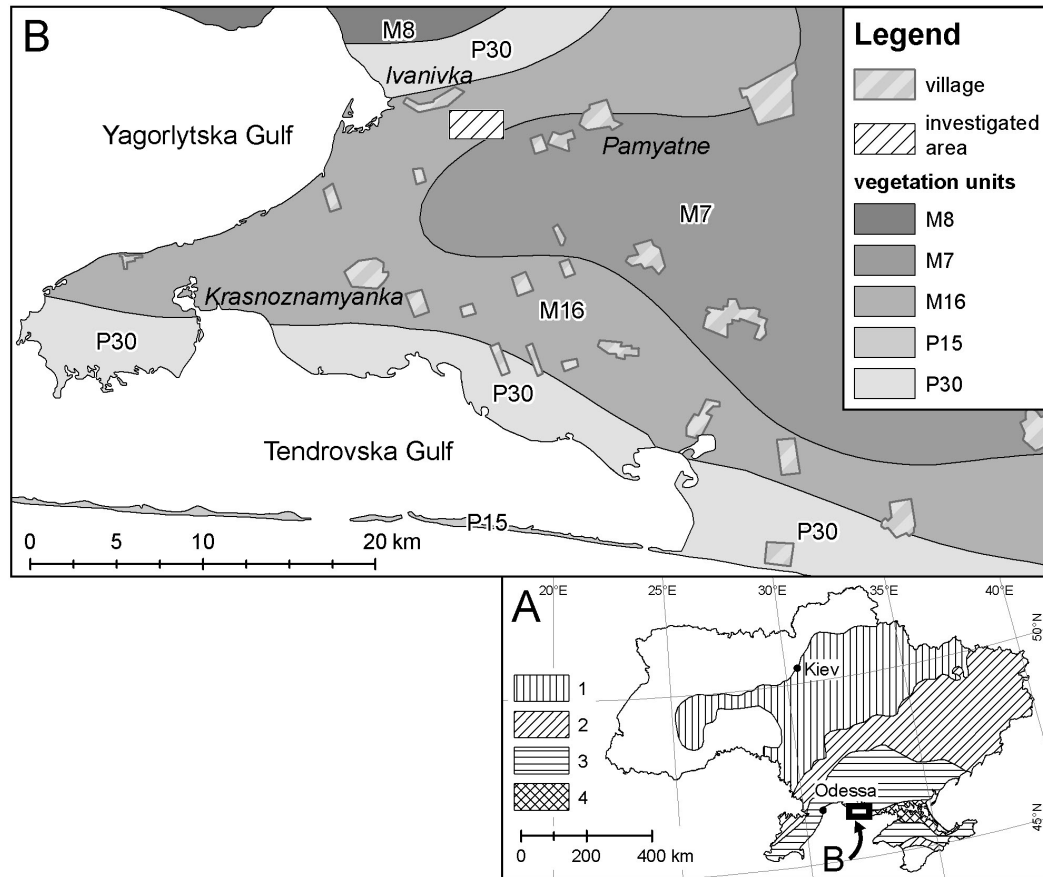 B
M8
P30
Ivanivka
Yagorlytska Gulf
Pamyatne
M7
Krasnoznamyanka
M16
P30
P30
Tendrovska Gulf
P15
P30
0 5 10 20 km
Legend
village
investigated
area
vegetation units
M8
M7
M16
P15
P30
A
20°E
25°E
30°E
35°E
40°E
50°N
45°N
Kiev
Odessa
1
2
3
4
0 200 400 km
B